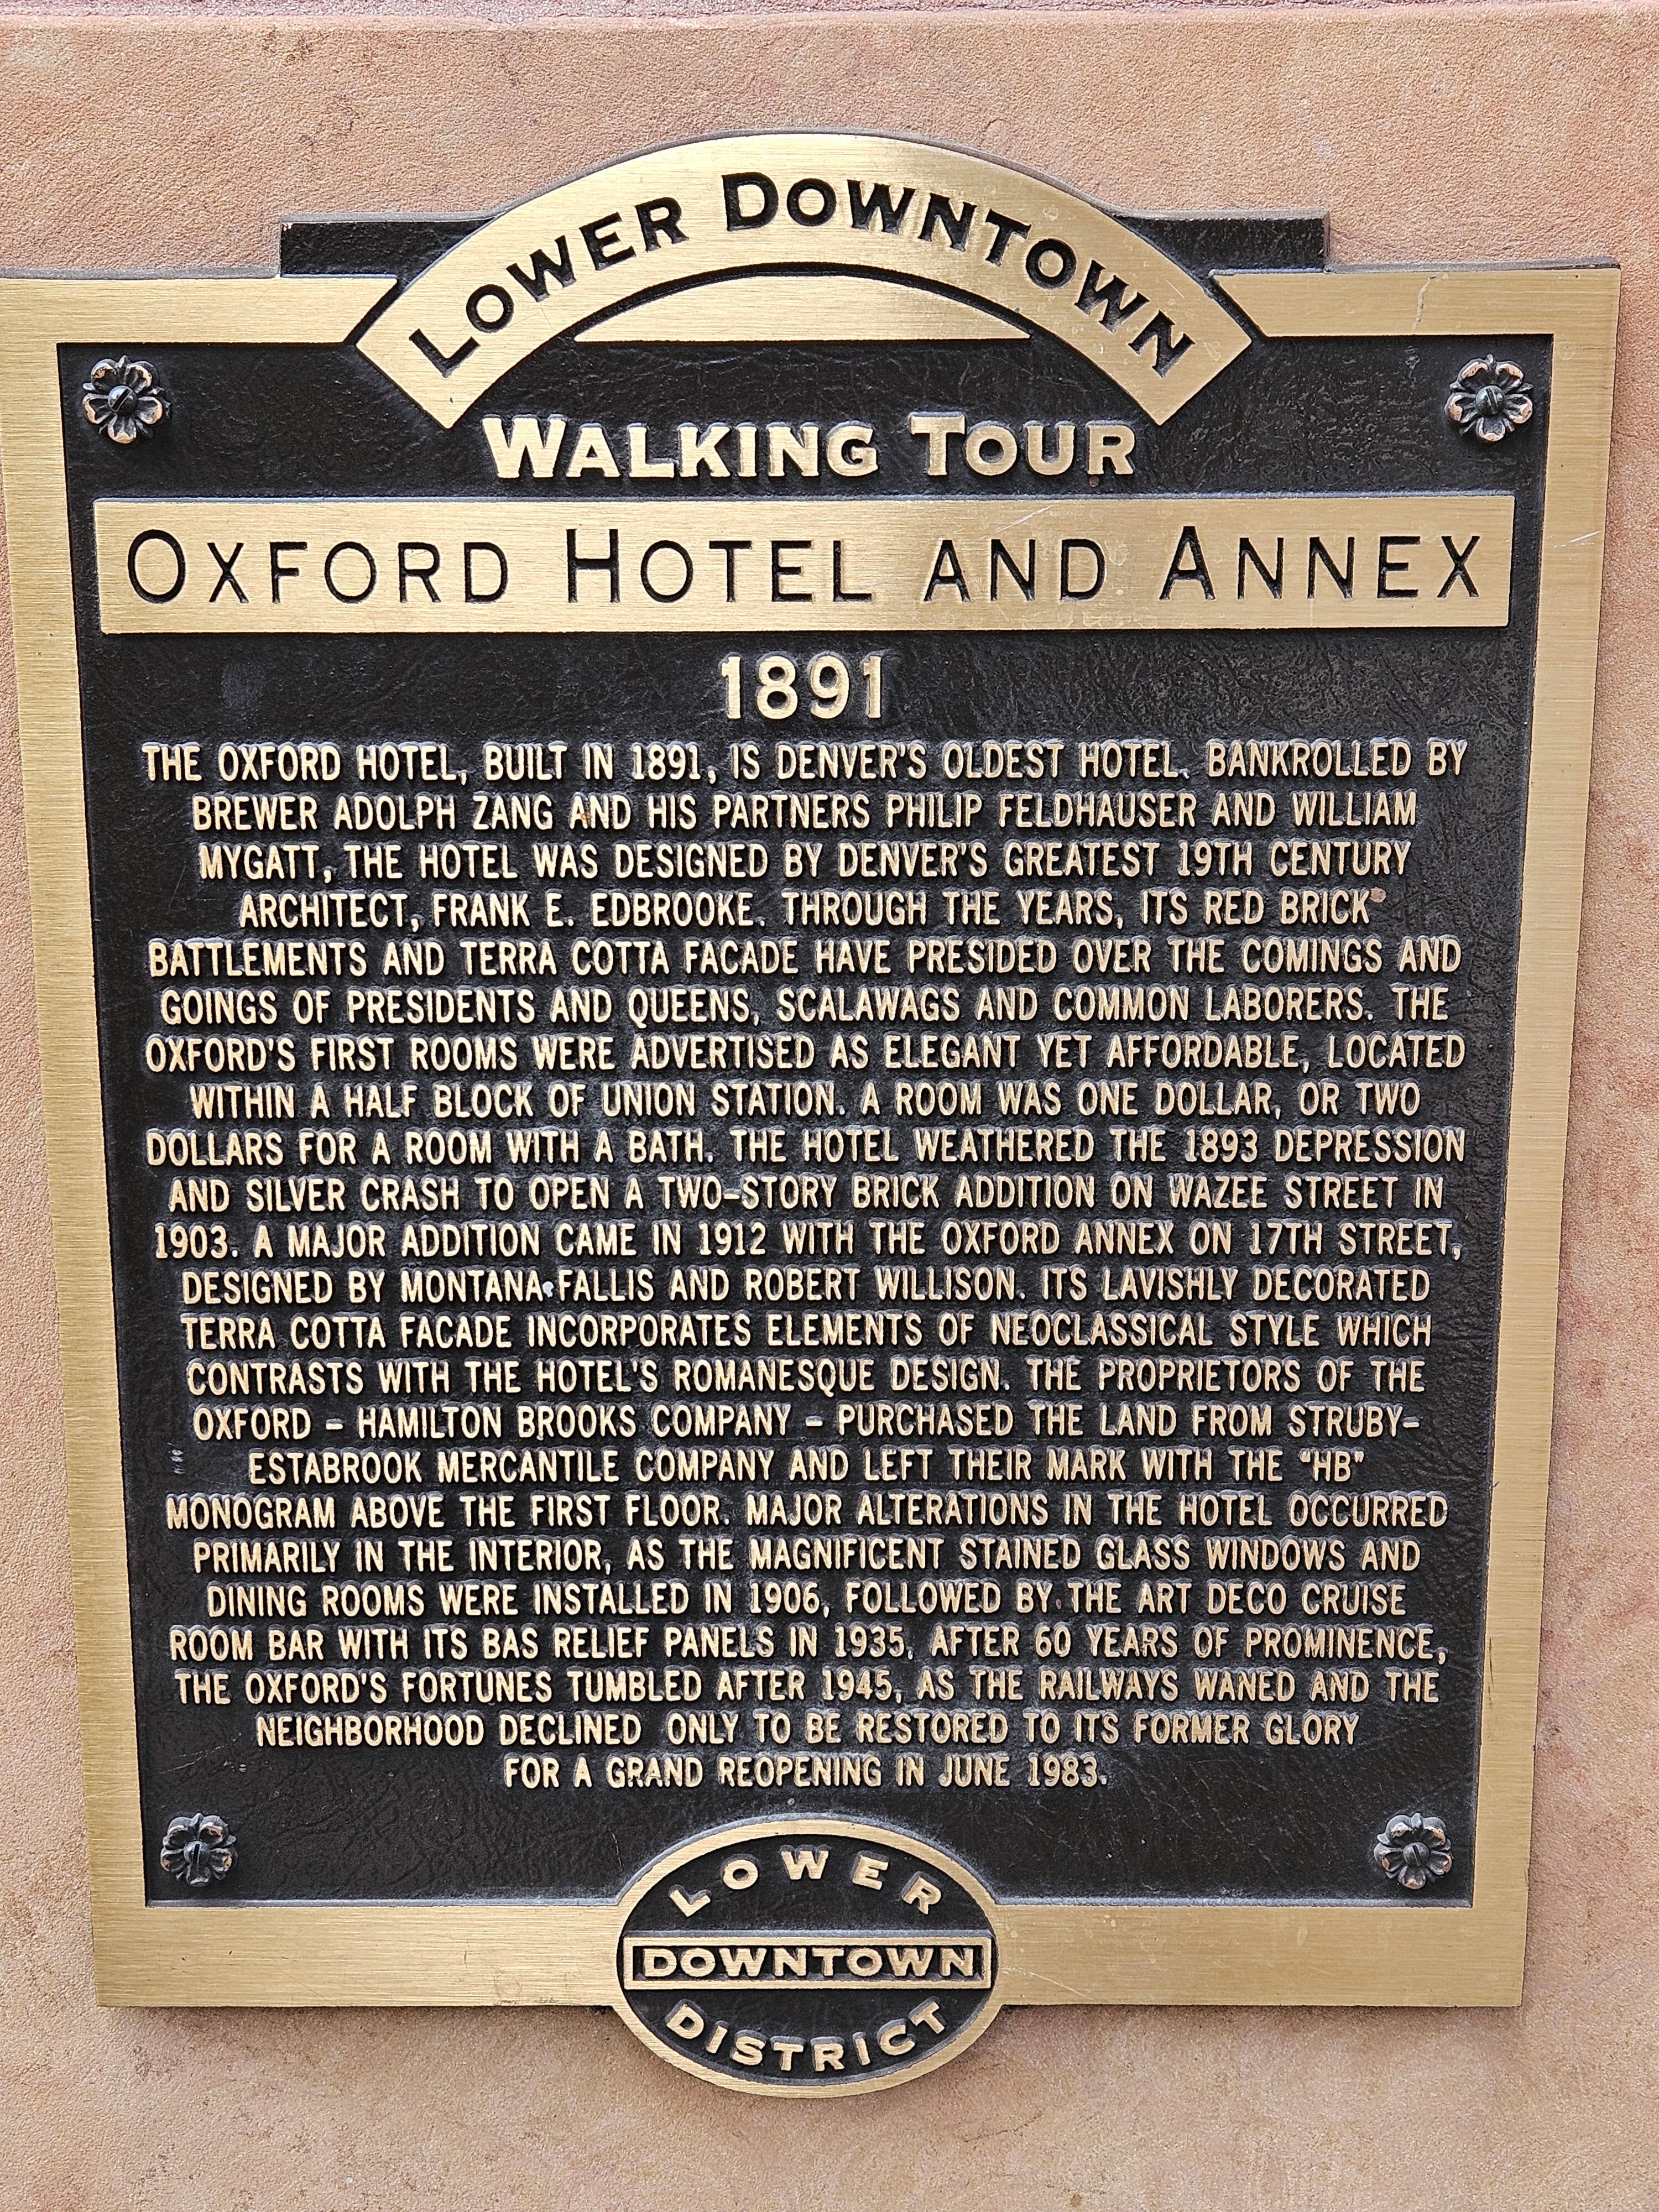 LOWER DOWNTOWN
WALKING TOUR
OXFORD HOTEL AND ANNEX
1891
THE OXFORD HOTEL, BUILT IN 1891, IS DENVER'S OLDEST HOTEL. BANKROLLED BY
BREWER ADOLPH ZANG AND HIS PARTNERS PHILIP FELDHAUSER AND WILLIAM
MYGATT, THE HOTEL WAS DESIGNED BY DENVER'S GREATEST 19TH CENTURY
ARCHITECT, FRANK E. EDBROOKE. THROUGH THE YEARS, ITS RED BRICK
BATTLEMENTS AND TERRA COTTA FACADE HAVE PRESIDED OVER THE COMINGS AND
GOINGS OF PRESIDENTS AND QUEENS, SCALAWAGS AND COMMON LABORERS. THE
OXFORD'S FIRST ROOMS WERE ADVERTISED AS ELEGANT YET AFFORDABLE, LOCATED
WITHIN A HALF BLOCK OF UNION STATION. A ROOM WAS ONE DOLLAR, OR TWO
DOLLARS FOR A ROOM WITH A BATH. THE HOTEL WEATHERED THE 1893 DEPRESSION
AND SILVER CRASH TO OPEN A TWO-STORY BRICK ADDITION ON WAZEE STREET IN
1903. A MAJOR ADDITION CAME IN 1912 WITH THE OXFORD ANNEX ON 17TH STREET,
DESIGNED BY MONTANA FALLIS AND ROBERT WILLISON. ITS LAVISHLY DECORATED
TERRA COTTA FACADE INCORPORATES ELEMENTS OF NEOCLASSICAL STYLE WHICH
CONTRASTS WITH THE HOTEL'S ROMANESQUE DESIGN. THE PROPRIETORS OF THE
OXFORD - HAMILTON BROOKS COMPANY - PURCHASED THE LAND FROM STRUBY-
ESTABROOK MERCANTILE COMPANY AND LEFT THEIR MARK WITH THE "HB"
MONOGRAM ABOVE THE FIRST FLOOR. MAJOR ALTERATIONS IN THE HOTEL OCCURRED
PRIMARILY IN THE INTERIOR, AS THE MAGNIFICENT STAINED GLASS WINDOWS AND
DINING ROOMS WERE INSTALLED IN 1906, FOLLOWED BY THE ART DECO CRUISE
ROOM BAR WITH ITS BAS RELIEF PANELS IN 1935. AFTER 60 YEARS OF PROMINENCE,
THE OXFORD'S FORTUNES TUMBLED AFTER 1945, AS THE RAILWAYS WANED AND THE
NEIGHBORHOOD DECLINED ONLY TO BE RESTORED TO ITS FORMER GLORY
FOR A GRAND REOPENING IN JUNE 1983.
LOWER
DOWNTOWN
DISTRICT